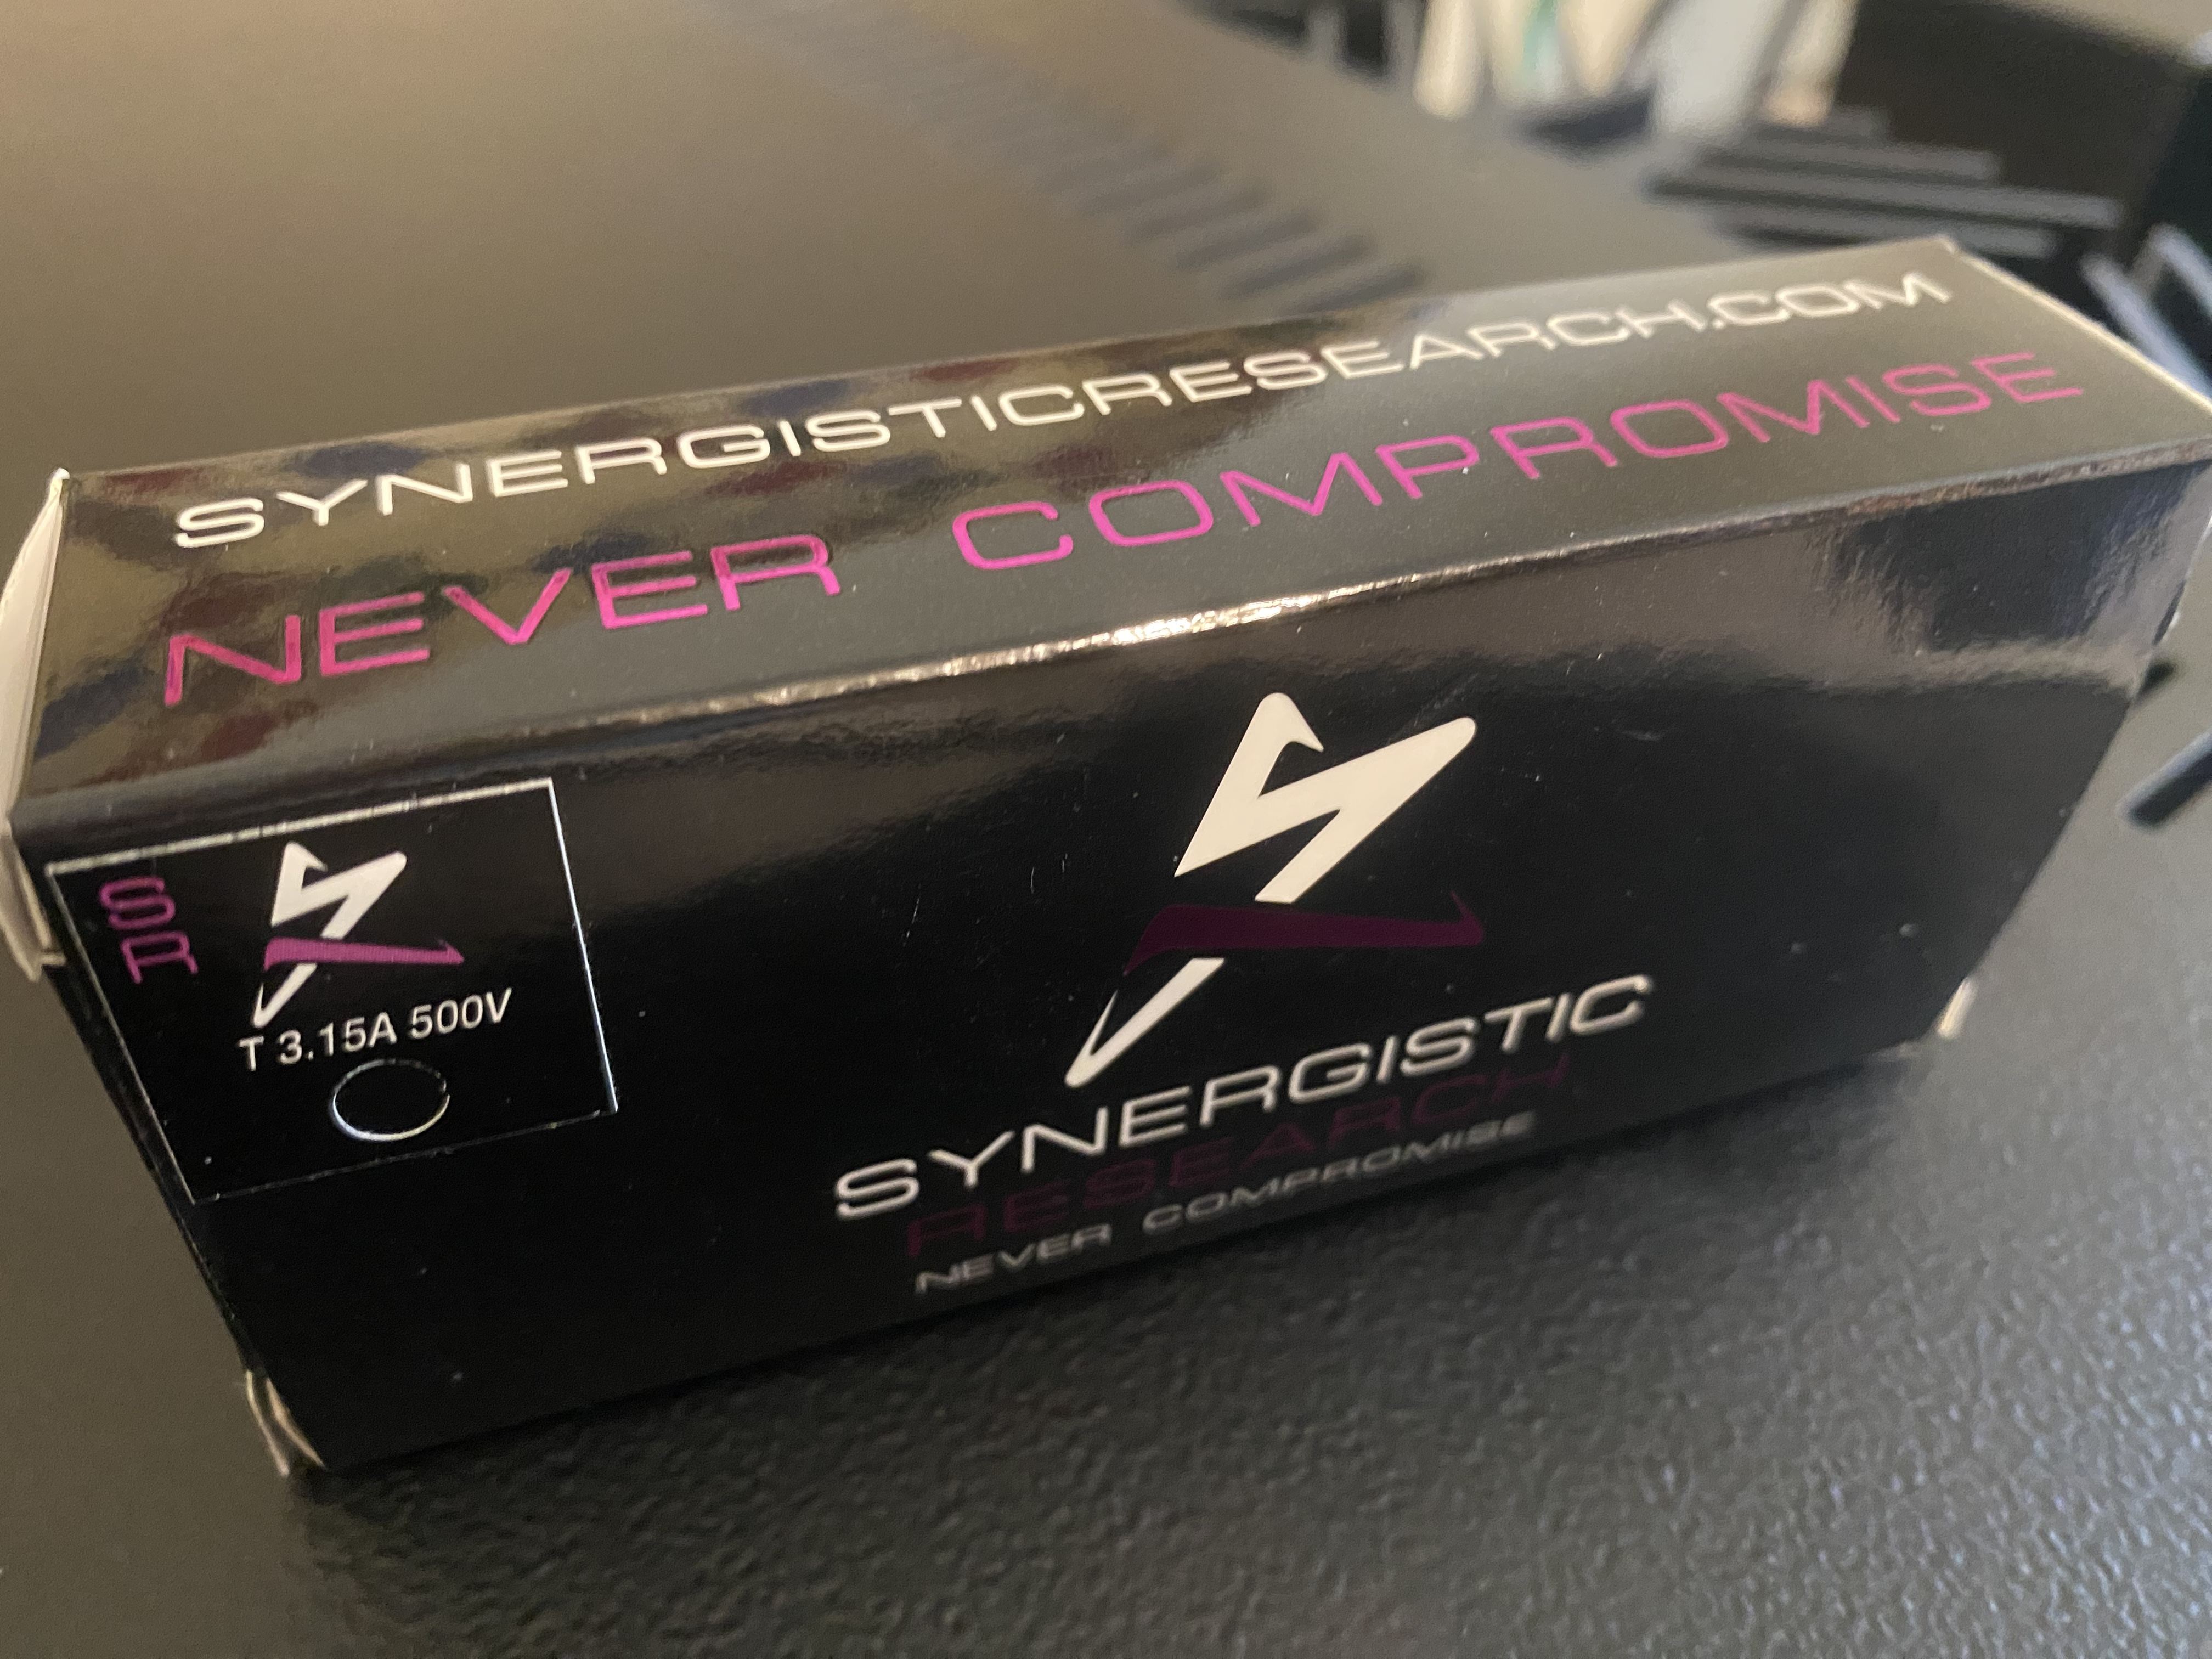 SYNERGISTICRESEARCH.COM
NEVER COMPROMISE
SR
T 3.15A 500V
SYNERGISTIC
RESEARCH
NEVER COMPROMISE